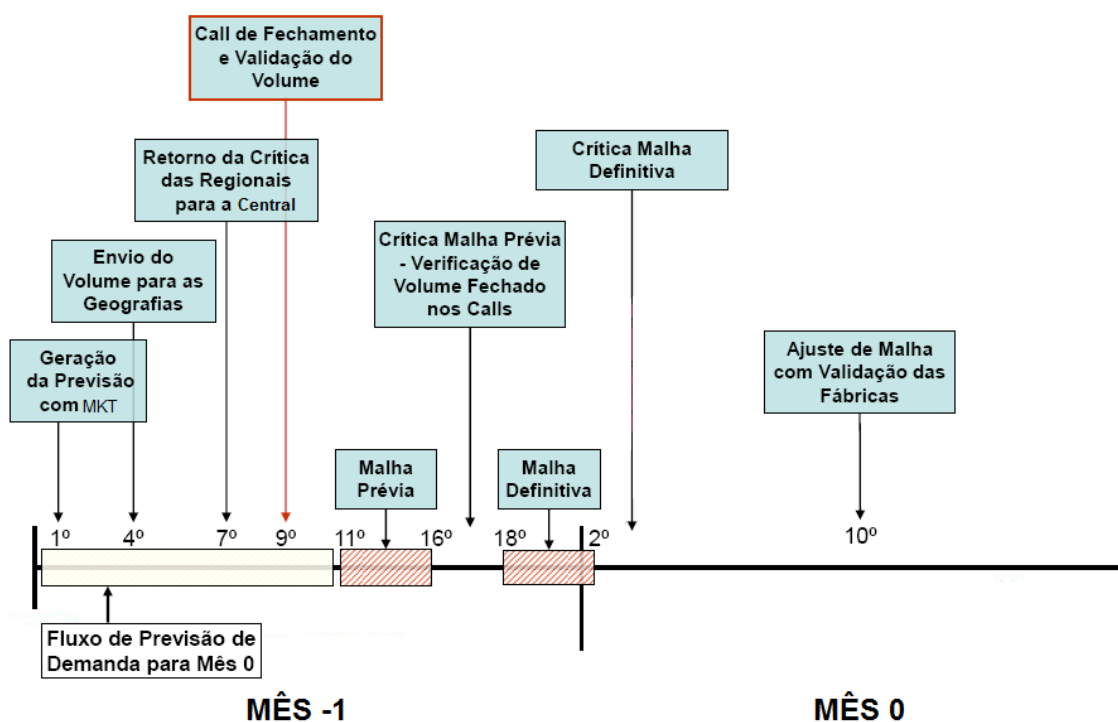 Call de Fechamento
e Validação do
Volume
Retorno da Crítica
das Regionais
para a Central
Crítica Malha
Definitiva
Envio do
Volume para as
Geografias
Crítica Malha Prévia
- Verificação de
Volume Fechado
nos Calls
Geração
da Previsão
com MKT
Ajuste de Malha
com Validação das
Fábricas
Malha
Prévia
Malha
Definitiva
1º 4º 7º 9º 11º 16º 18º 2º 10º
Fluxo de Previsão de
Demanda para Mês 0
MÊS -1 MÊS 0